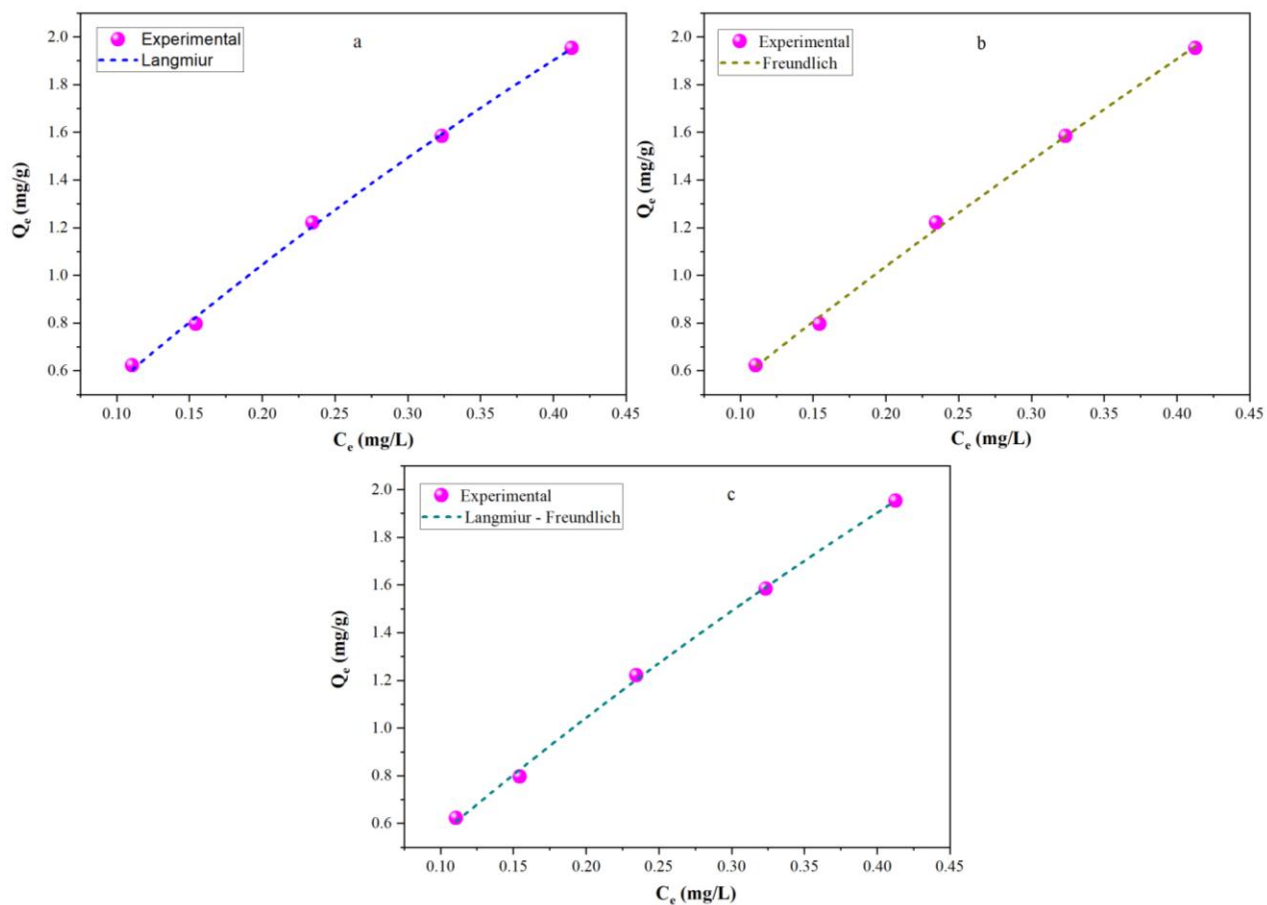 a
Experimental
Langmiur
2.0
1.8
1.6
1.4
1.2
1.0
0.8
0.6
Qe (mg/g)
0.10 0.15 0.20 0.25 0.30 0.35 0.40 0.45
Ce (mg/L)
b
Experimental
Freundlich
2.0
1.8
1.6
1.4
1.2
1.0
0.8
0.6
Qe (mg/g)
0.10 0.15 0.20 0.25 0.30 0.35 0.40 0.45
Ce (mg/L)
c
Experimental
Langmiur - Freundlich
2.0
1.8
1.6
1.4
1.2
1.0
0.8
0.6
Qe (mg/g)
0.10 0.15 0.20 0.25 0.30 0.35 0.40 0.45
Ce (mg/L)